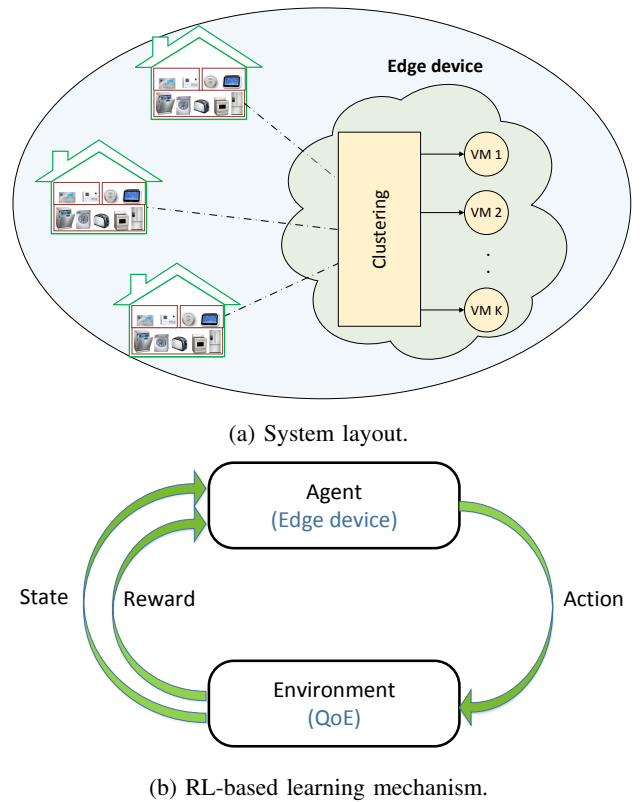 Edge device
Clustering
VM 1
VM 2
.
.
.
VM K
(a) System layout.
Agent
(Edge device)
State
Reward
Action
Environment
(QoE)
(b) RL-based learning mechanism.